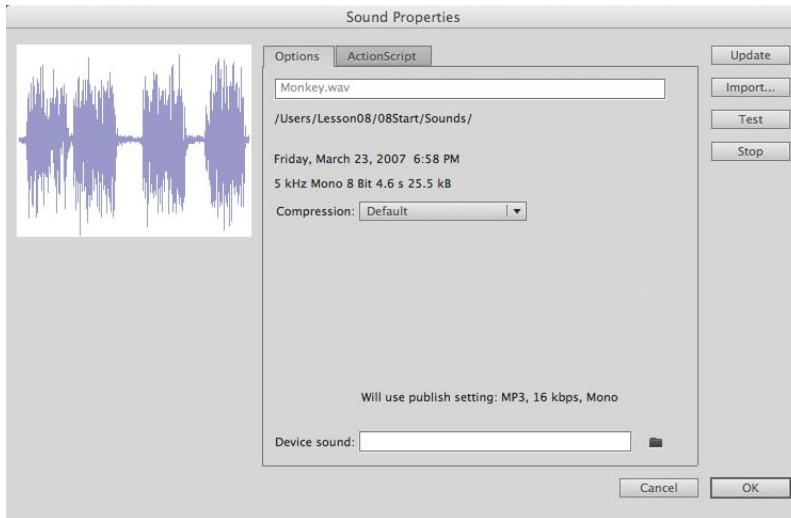 Sound Properties
Options
ActionScript
Update
Monkey.wav
Import...
/Users/Lesson08/08Start/Sounds/
Test
Friday, March 23, 2007 6:58 PM
Stop
5 kHz Mono 8 Bit 4.6 s 25.5 kB
Compression: Default
Will use publish setting: MP3, 16 kbps, Mono
Device sound:
Cancel
OK